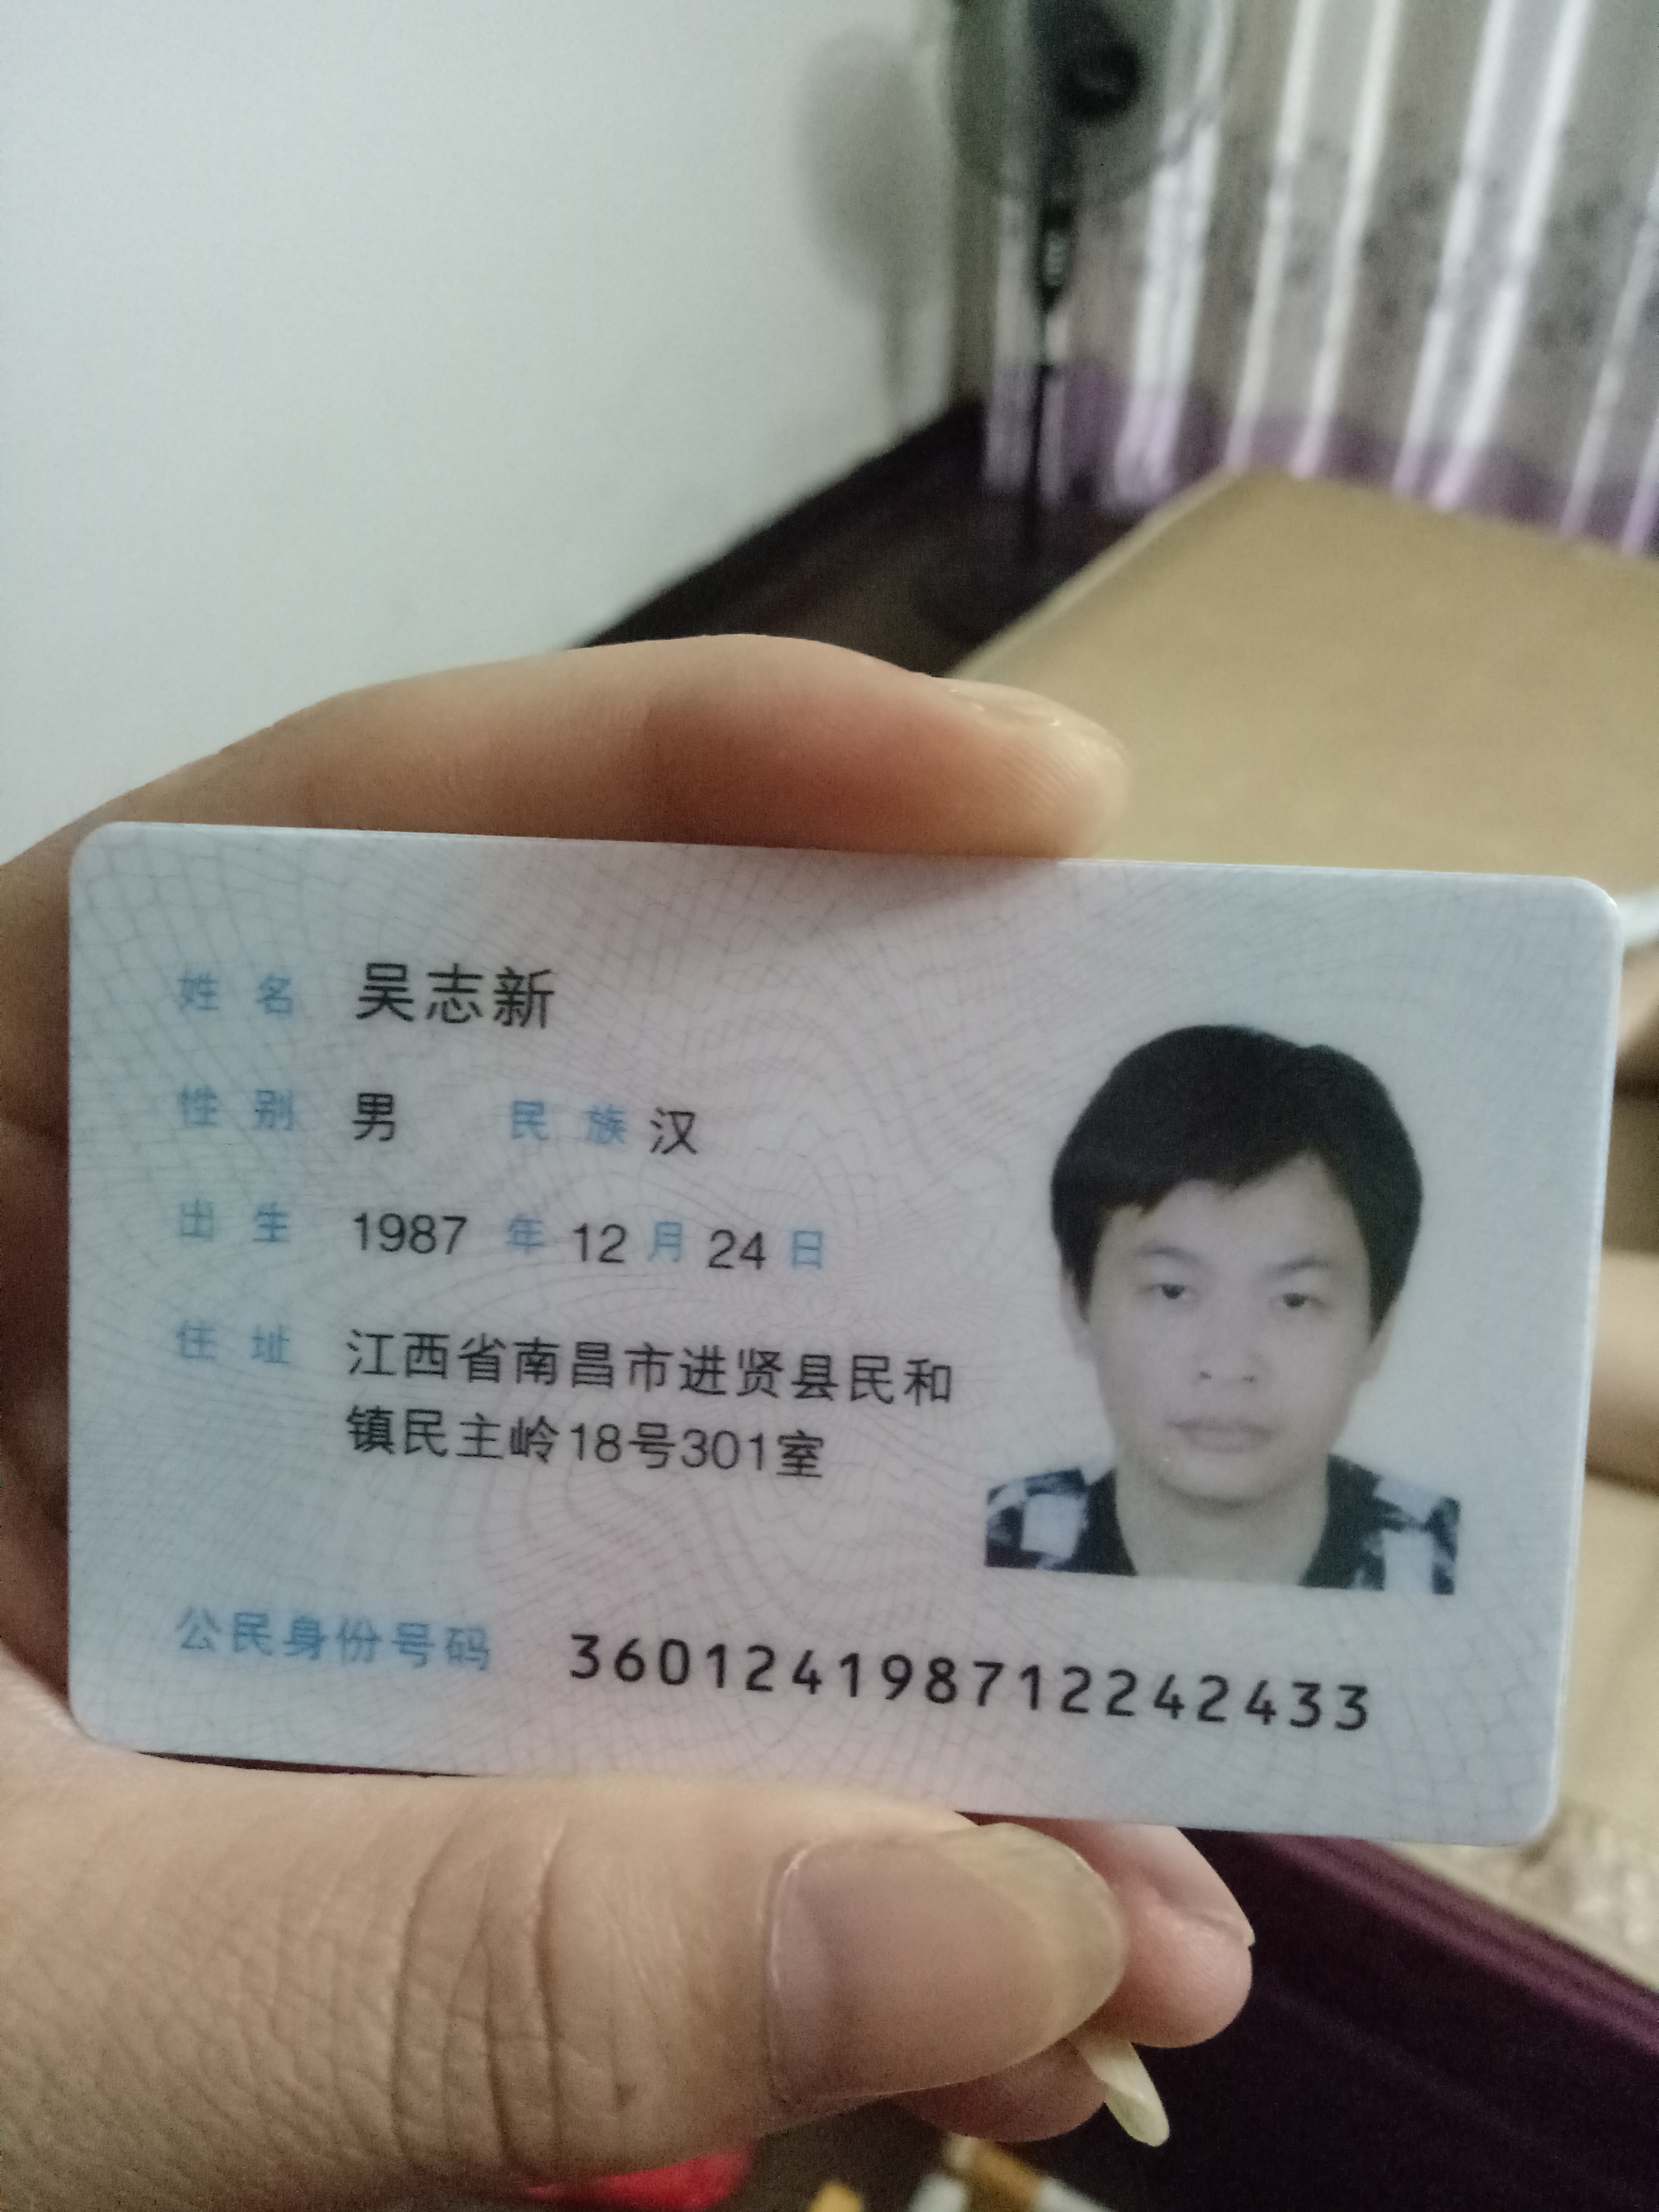 姓名 吴志新
性别 男 民族 汉
出生 1987 年 12 月 24 日
住址 江西省南昌市进贤县民和
镇民主岭18号301室
公民身份号码 360124198712242433